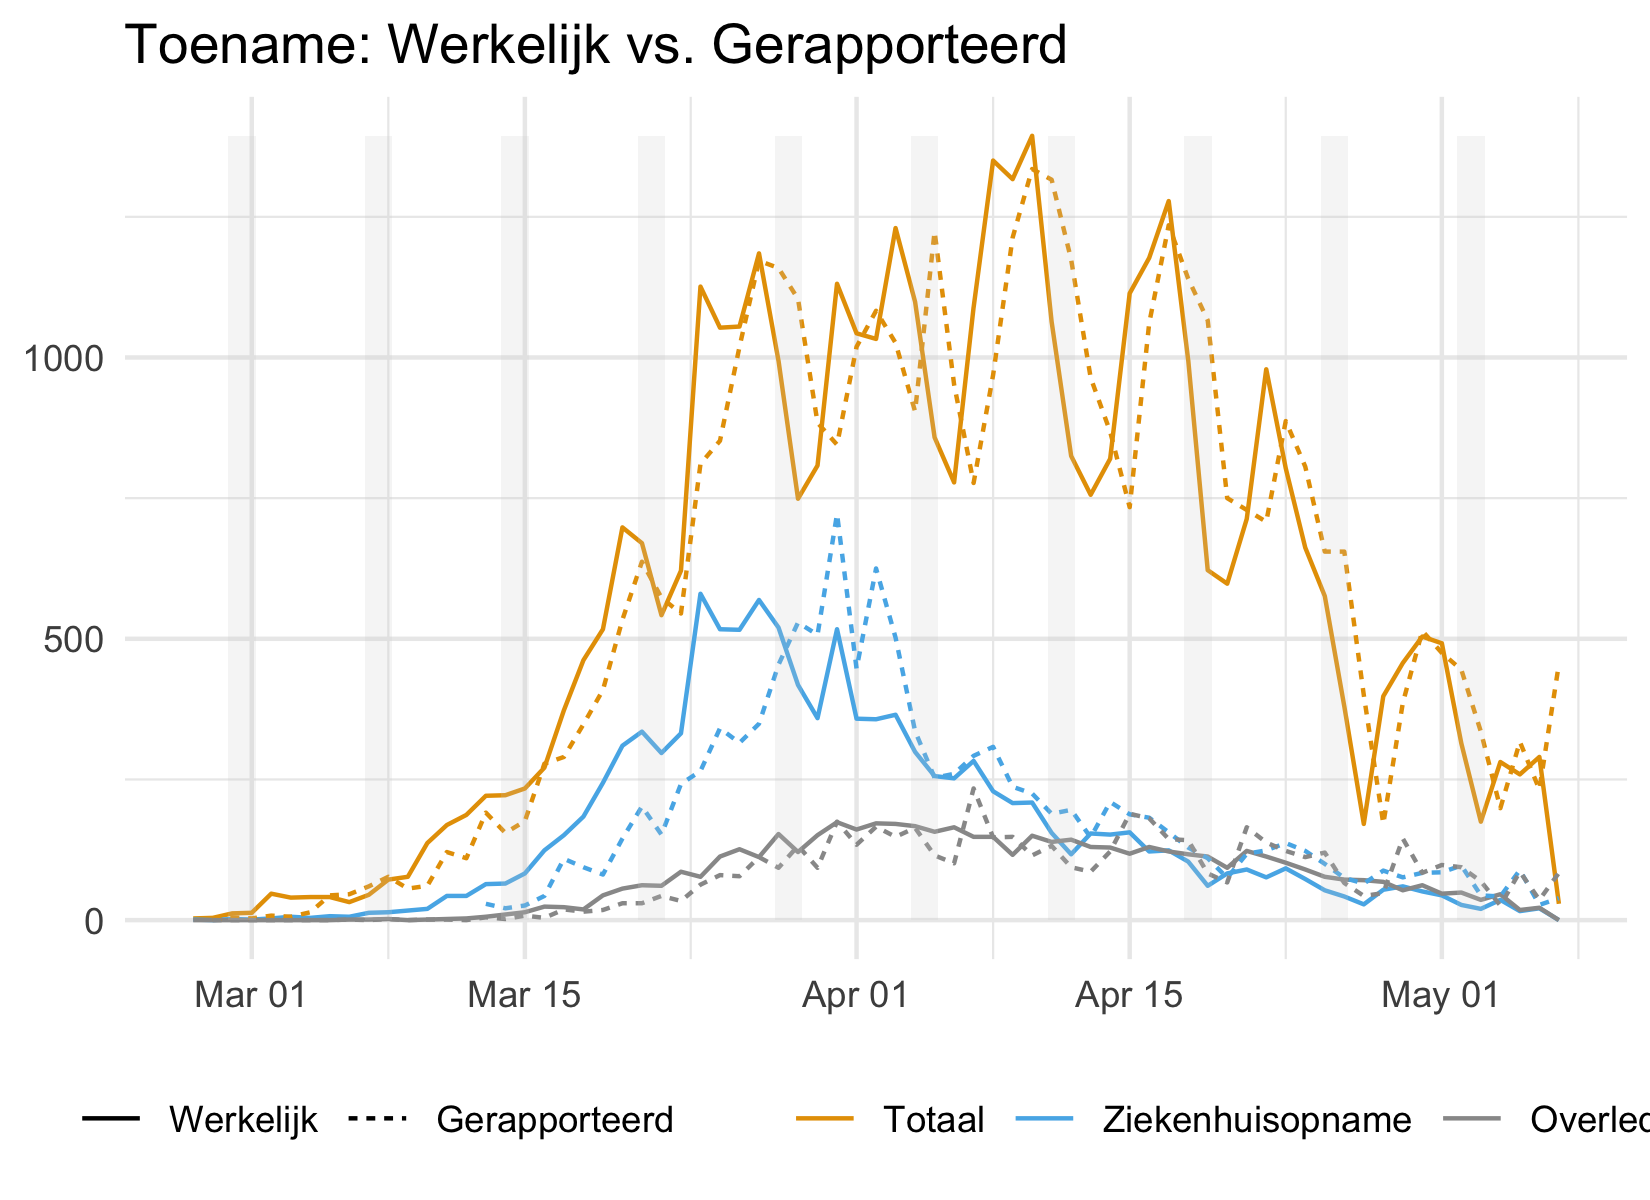 Toename: Werkelijk vs. Gerapporteerd
1000
500
0
Mar 01 Mar 15 Apr 01 Apr 15 May 01
Werkelijk Gerapporteerd Totaal Ziekenhuisopname Overled